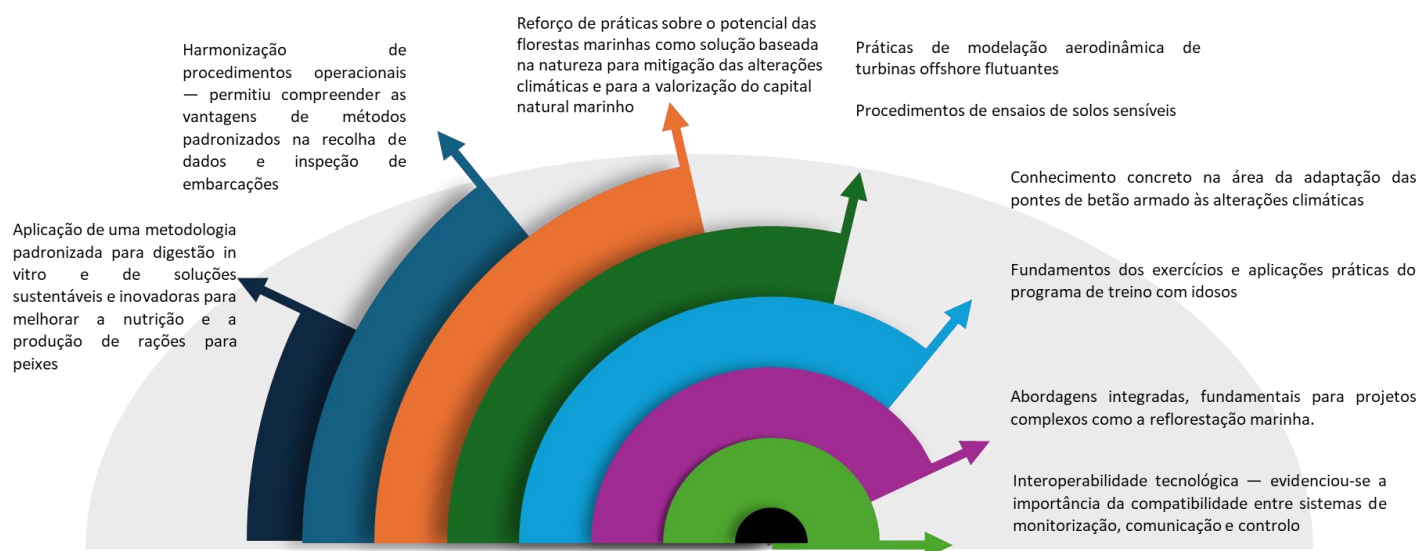 Aplicação de uma metodologia
padronizada para digestão in
vitro e de soluções
sustentáveis e inovadoras para
melhorar a nutrição e a
produção de rações para
peixes
Harmonização de
procedimentos operacionais
— permitiu compreender as
vantagens de métodos
padronizados na recolha de
dados e inspeção de
embarcações
Reforço de práticas sobre o potencial das
florestas marinhas como solução baseada
na natureza para mitigação das alterações
climáticas e para a valorização do capital
natural marinho
Práticas de modelação aerodinâmica de
turbinas offshore flutuantes
Procedimentos de ensaios de solos sensíveis
Conhecimento concreto na área da adaptação das
pontes de betão armado às alterações climáticas
Fundamentos dos exercícios e aplicações práticas do
programa de treino com idosos
Abordagens integradas, fundamentais para projetos
complexos como a reflorestação marinha.
Interoperabilidade tecnológica — evidenciou-se a
importância da compatibilidade entre sistemas de
monitorização, comunicação e controlo